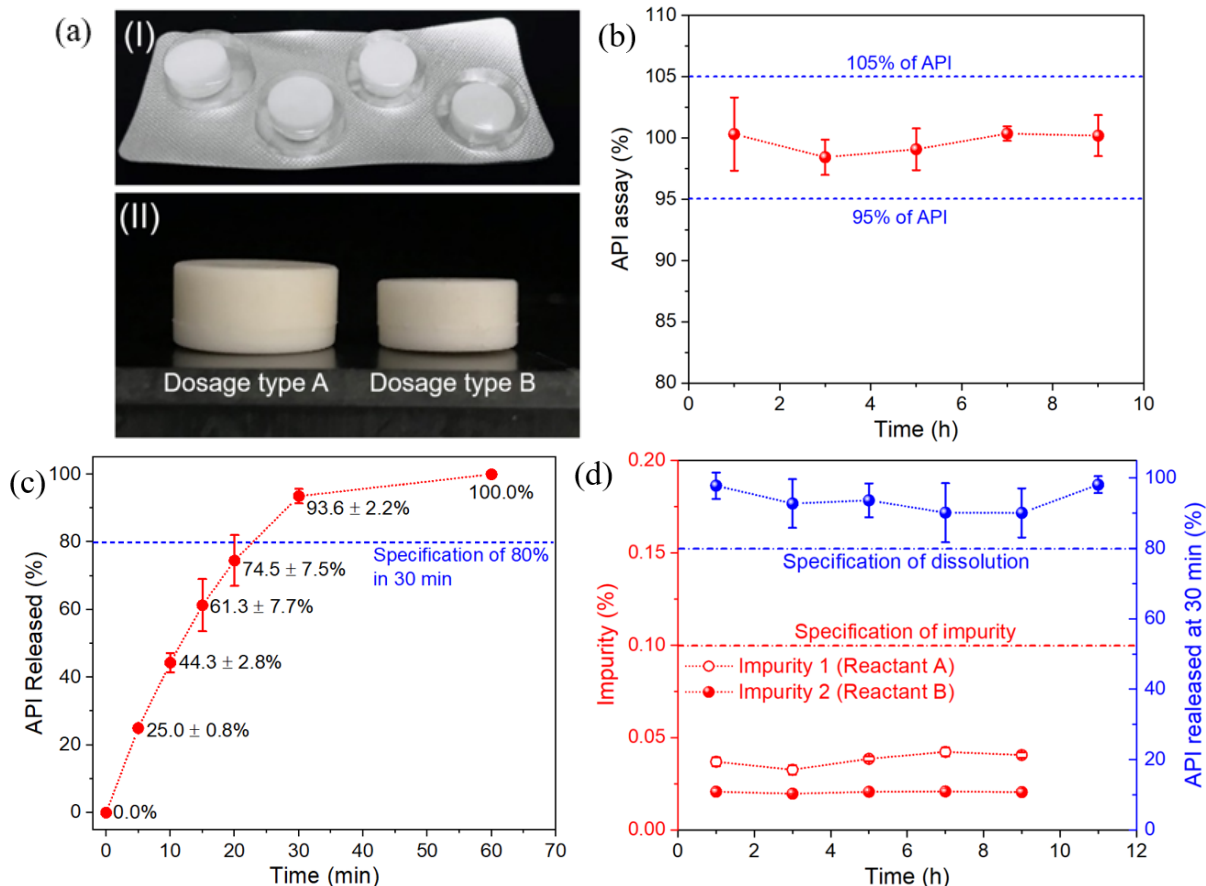 (a)
(I)
(II)
Dosage type A
Dosage type B
(b)
110
105
100
95
90
85
80
API assay (%)
105% of API
95% of API
0
2
4
6
8
10
Time (h)
(c)
100
80
60
40
20
0
API Released (%)
100.0%
93.6 ± 2.2%
Specification of 80%
in 30 min
74.5 ± 7.5%
61.3 ± 7.7%
44.3 ± 2.8%
25.0 ± 0.8%
0.0%
0
10
20
30
40
50
60
70
Time (min)
(d)
0.20
0.15
0.10
0.05
0.00
Impurity (%)
Specification of dissolution
Specification of impurity
Impurity 1 (Reactant A)
Impurity 2 (Reactant B)
100
80
60
40
20
0
API realeased at 30 min (%)
0
2
4
6
8
10
12
Time (h)